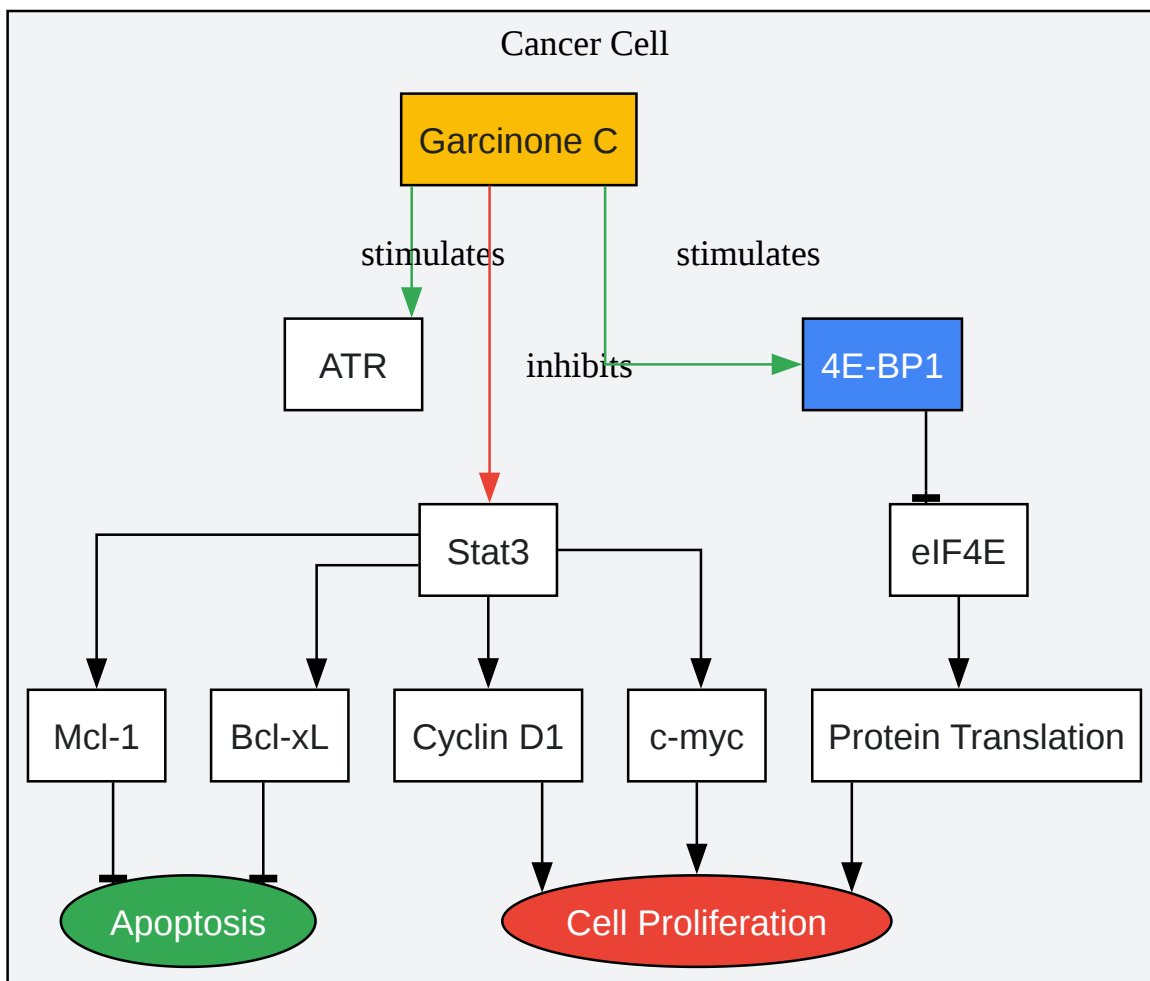 Cancer Cell
Garcinone C
stimulates
stimulates
ATR
inhibits
4E-BP1
Stat3
eIF4E
Mcl-1
Bcl-xL
Cyclin D1
c-myc
Protein Translation
Apoptosis
Cell Proliferation